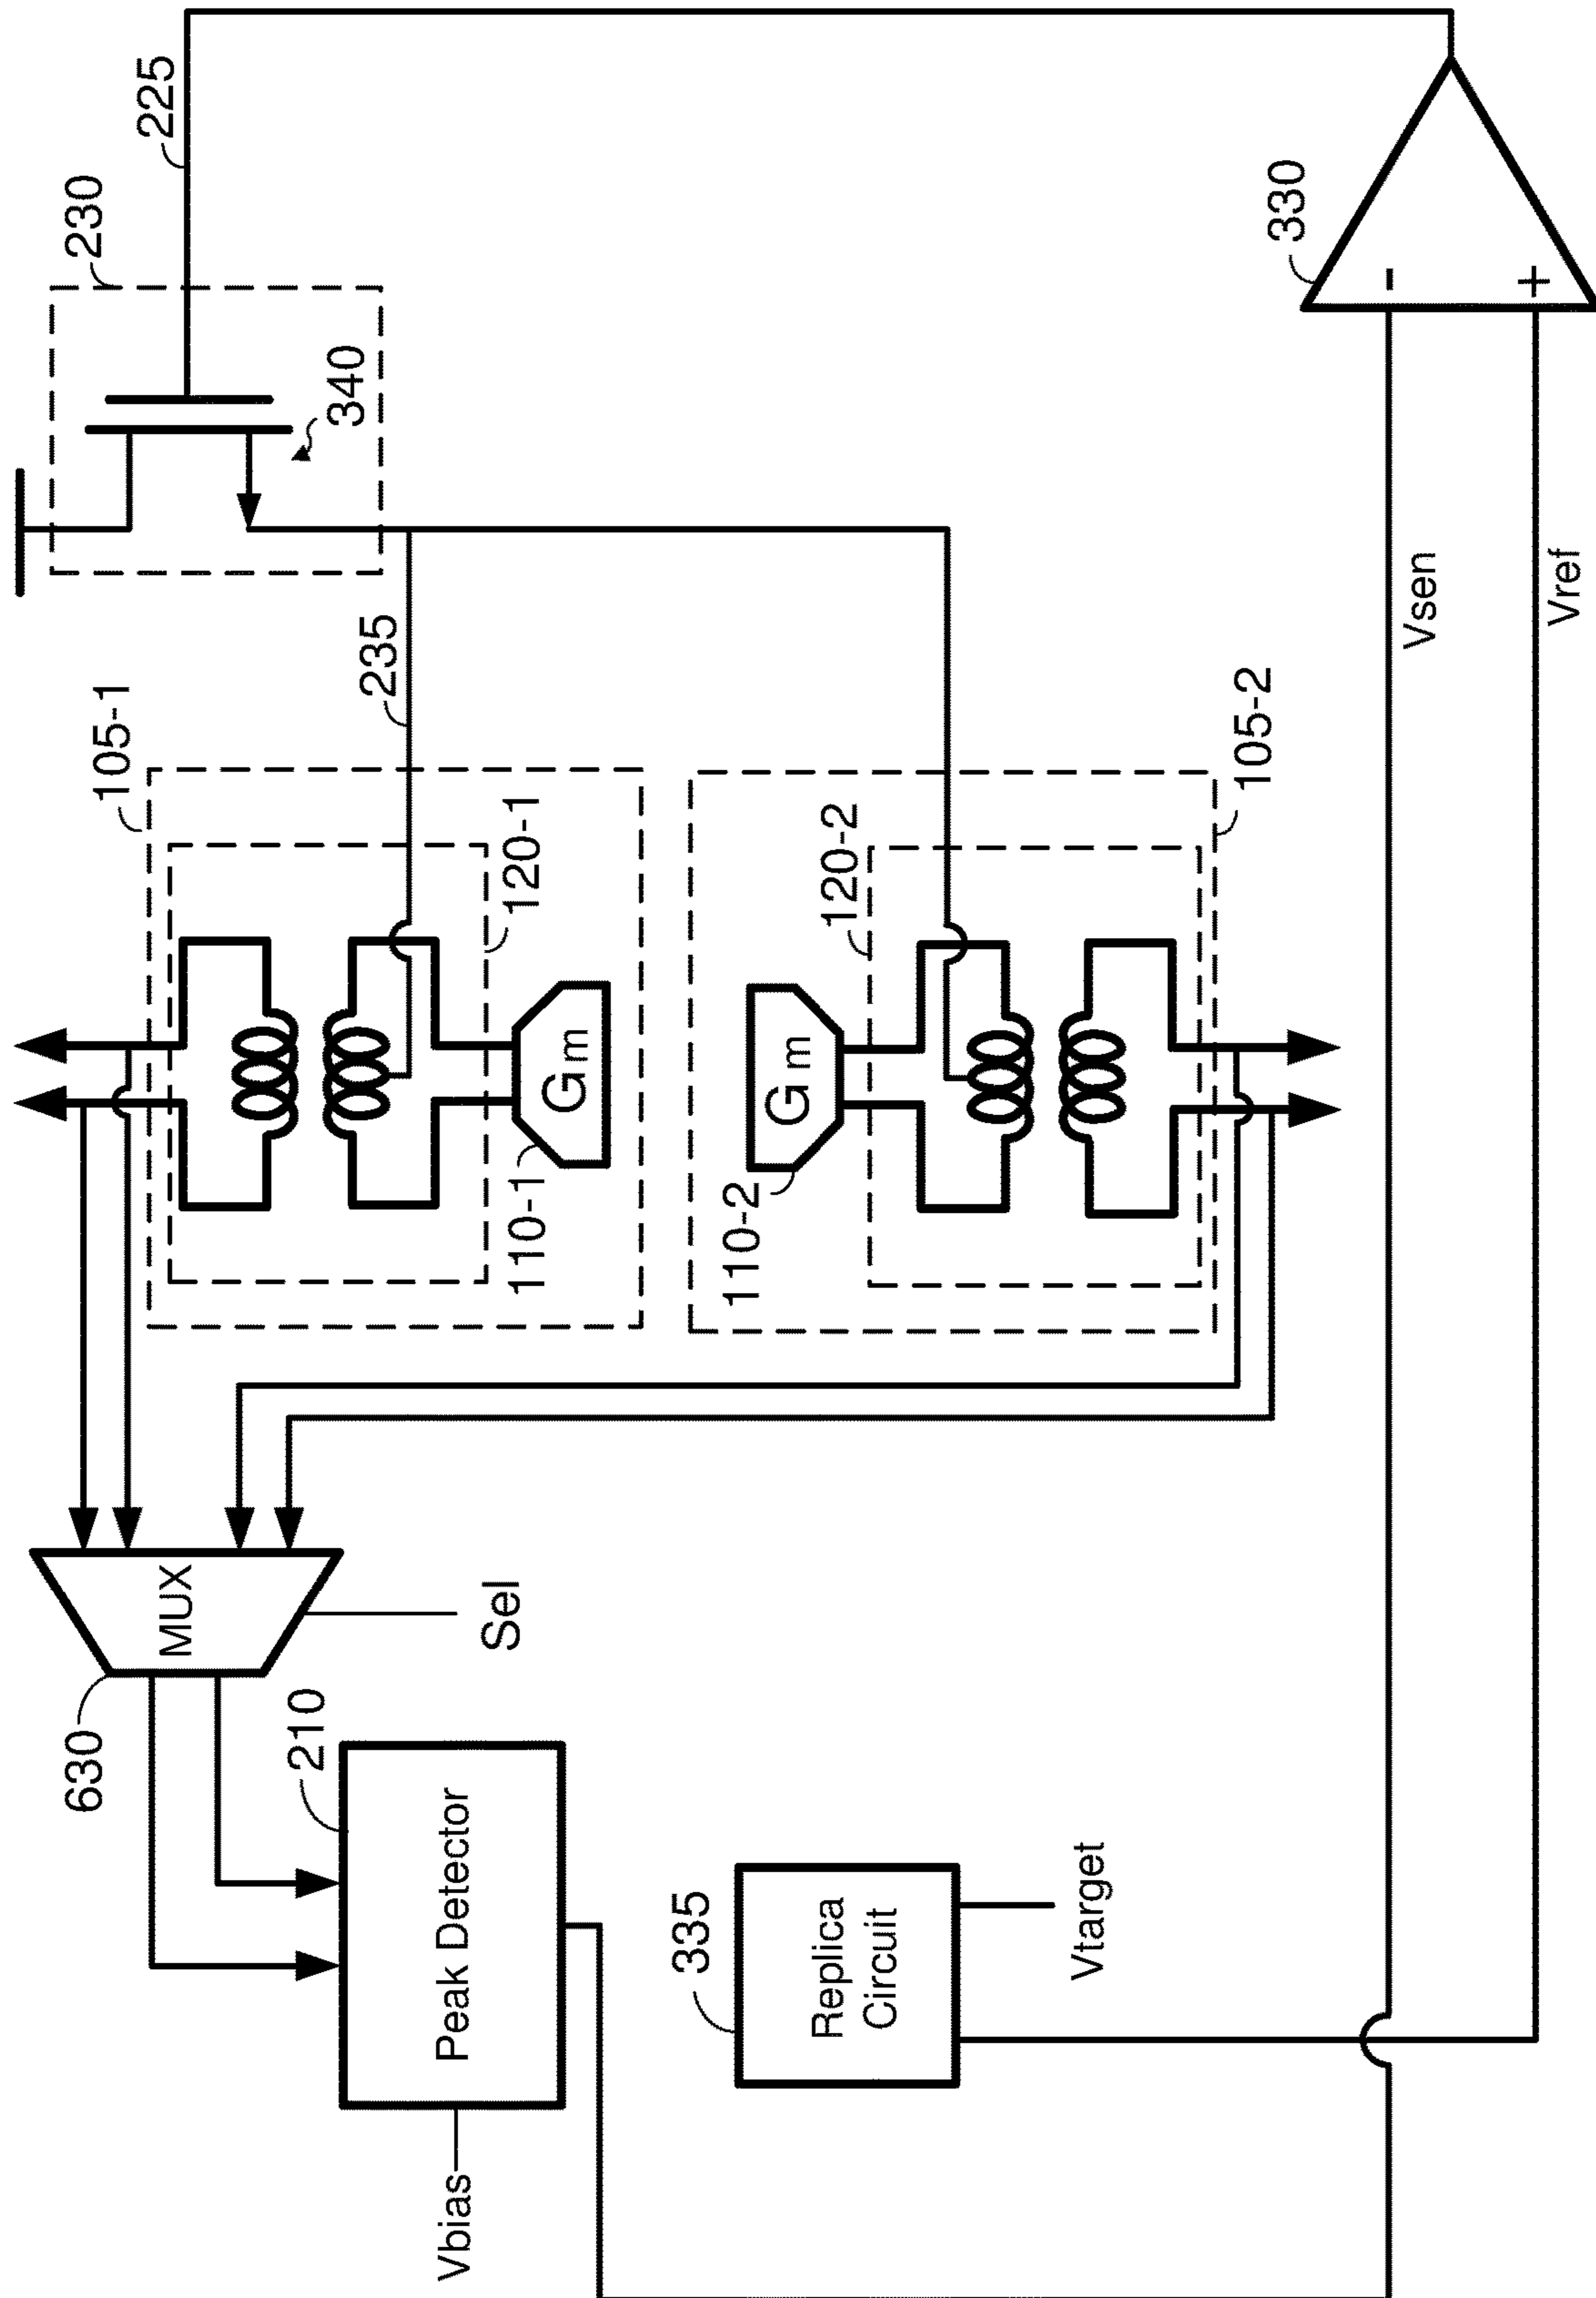 630
MUX
Sel
210
Peak Detector
Vbias
335
Replica
Circuit
Vtarget
105-1
120-1
110-1
Gm
235
230
225
340
110-2
Gm
120-2
105-2
Vsen
Vref
330
-
+